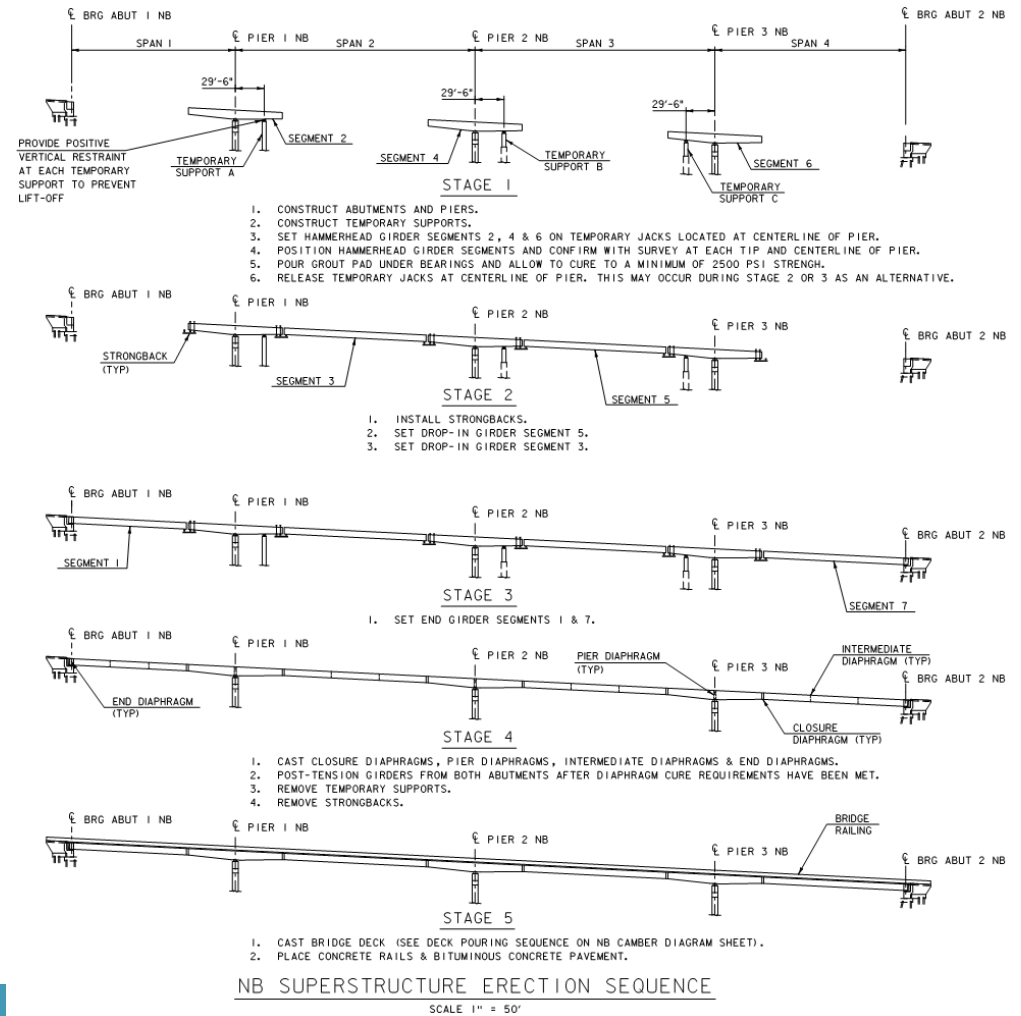 ℄ BRG ABUT 1 NB
℄ BRG ABUT 2 NB
℄ PIER 1 NB
℄ PIER 2 NB
℄ PIER 3 NB
SPAN 1
SPAN 2
SPAN 3
SPAN 4
29'-6"
29'-6"
29'-6"
PROVIDE POSITIVE
VERTICAL RESTRAINT
AT EACH TEMPORARY
SUPPORT TO PREVENT
LIFT-OFF
TEMPORARY
SUPPORT A
SEGMENT 2
SEGMENT 4
TEMPORARY
SUPPORT B
SEGMENT 6
TEMPORARY
SUPPORT C
STAGE 1
1. CONSTRUCT ABUTMENTS AND PIERS.
2. CONSTRUCT TEMPORARY SUPPORTS.
3. SET HAMMERHEAD GIRDER SEGMENTS 2, 4 & 6 ON TEMPORARY JACKS LOCATED AT CENTERLINE OF PIER.
4. POSITION HAMMERHEAD GIRDER SEGMENTS AND CONFIRM WITH SURVEY AT EACH TIP AND CENTERLINE OF PIER.
5. POUR GROUT PAD UNDER BEARINGS AND ALLOW TO CURE TO A MINIMUM OF 2500 PSI STRENGH.
6. RELEASE TEMPORARY JACKS AT CENTERLINE OF PIER. THIS MAY OCCUR DURING STAGE 2 OR 3 AS AN ALTERNATIVE.
℄ BRG ABUT 1 NB
℄ PIER 1 NB
℄ PIER 2 NB
℄ PIER 3 NB
℄ BRG ABUT 2 NB
STRONGBACK
(TYP)
SEGMENT 3
SEGMENT 5
STAGE 2
1. INSTALL STRONGBACKS.
2. SET DROP-IN GIRDER SEGMENT 5.
3. SET DROP-IN GIRDER SEGMENT 3.
℄ BRG ABUT 1 NB
℄ PIER 1 NB
℄ PIER 2 NB
℄ PIER 3 NB
℄ BRG ABUT 2 NB
SEGMENT 1
SEGMENT 7
STAGE 3
1. SET END GIRDER SEGMENTS 1 & 7.
℄ BRG ABUT 1 NB
℄ PIER 1 NB
℄ PIER 2 NB
PIER DIAPHRAGM
(TYP)
℄ PIER 3 NB
INTERMEDIATE
DIAPHRAGM (TYP)
℄ BRG ABUT 2 NB
END DIAPHRAGM
(TYP)
CLOSURE
DIAPHRAGM (TYP)
STAGE 4
1. CAST CLOSURE DIAPHRAGMS, PIER DIAPHRAGMS, INTERMEDIATE DIAPHRAGMS & END DIAPHRAGMS.
2. POST-TENSION GIRDERS FROM BOTH ABUTMENTS AFTER DIAPHRAGM CURE REQUIREMENTS HAVE BEEN MET.
3. REMOVE TEMPORARY SUPPORTS.
4. REMOVE STRONGBACKS.
℄ BRG ABUT 1 NB
℄ PIER 1 NB
℄ PIER 2 NB
℄ PIER 3 NB
BRIDGE
RAILING
℄ BRG ABUT 2 NB
STAGE 5
1. CAST BRIDGE DECK (SEE DECK POURING SEQUENCE ON NB CAMBER DIAGRAM SHEET).
2. PLACE CONCRETE RAILS & BITUMINOUS CONCRETE PAVEMENT.
NB SUPERSTRUCTURE ERECTION SEQUENCE
SCALE 1" = 50'